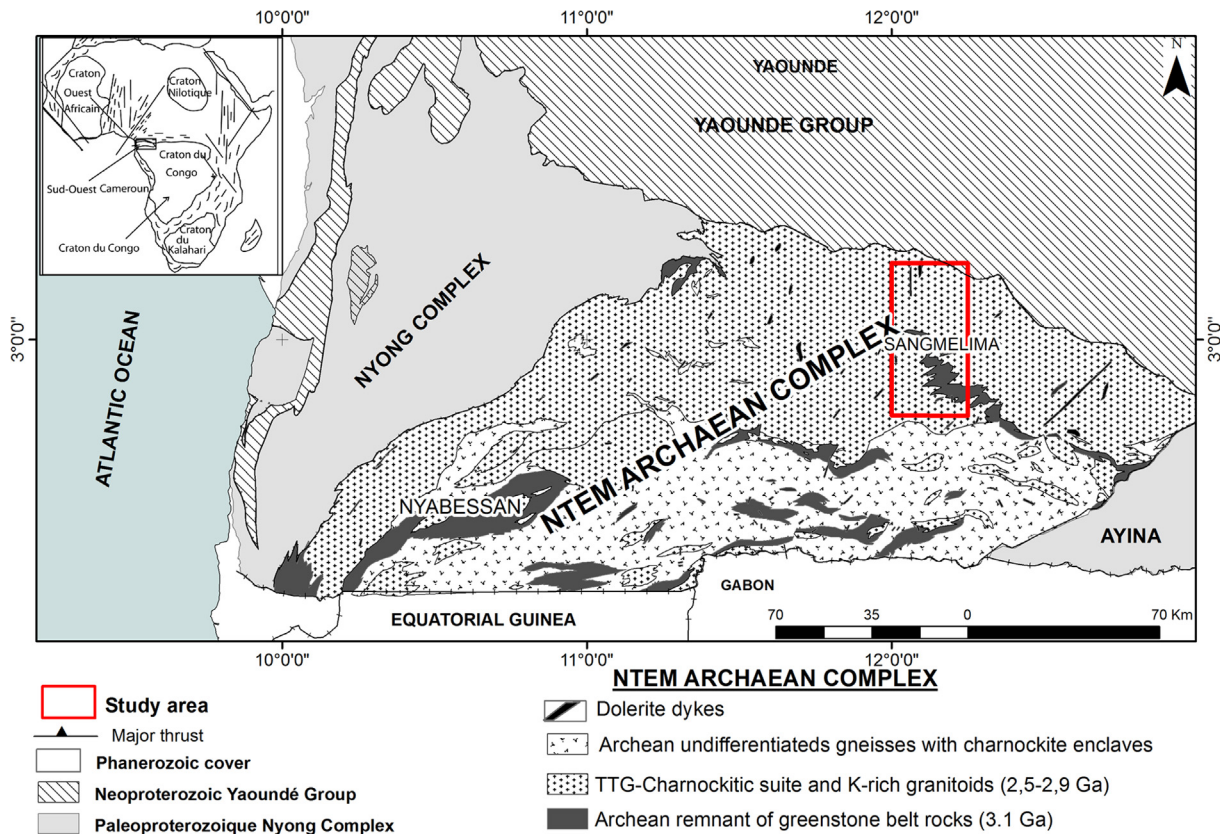 10°0'0"
11°0'0"
12°0'0"
Craton
Ouest
Africain
Craton
Nilotique
Craton du
Congo
Sud-Ouest Cameroun
Craton du Congo
Craton
du
Kalahari
YAOUNDE
YAOUNDE GROUP
N
3°0'0"
3°0'0"
ATLANTIC OCEAN
NYONG COMPLEX
NTEM ARCHAEAN COMPLEX
SANGMELIMA
NYABESSAN
AYINA
GABON
EQUATORIAL GUINEA
70 35 0 70 Km
10°0'0"
11°0'0"
12°0'0"
Study area
Major thrust
Phanerozoic cover
Neoproterozoic Yaoundé Group
Paleoproterozoique Nyong Complex
NTEM ARCHAEAN COMPLEX
Dolerite dykes
Archean undifferentiateds gneisses with charnockite enclaves
TTG-Charnockitic suite and K-rich granitoids (2,5-2,9 Ga)
Archean remnant of greenstone belt rocks (3.1 Ga)